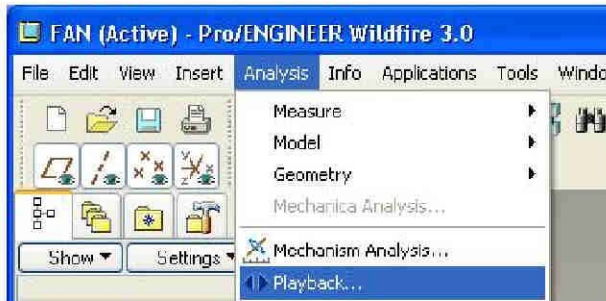 FAN (Active) - Pro/ENGINEER Wildfire 3.0
File Edit View Insert Analysis Info Applications Tools Windo
Measure
Model
Geometry
Mechanica Analysis...
Show Settings
Mechanism Analysis...
Playback...